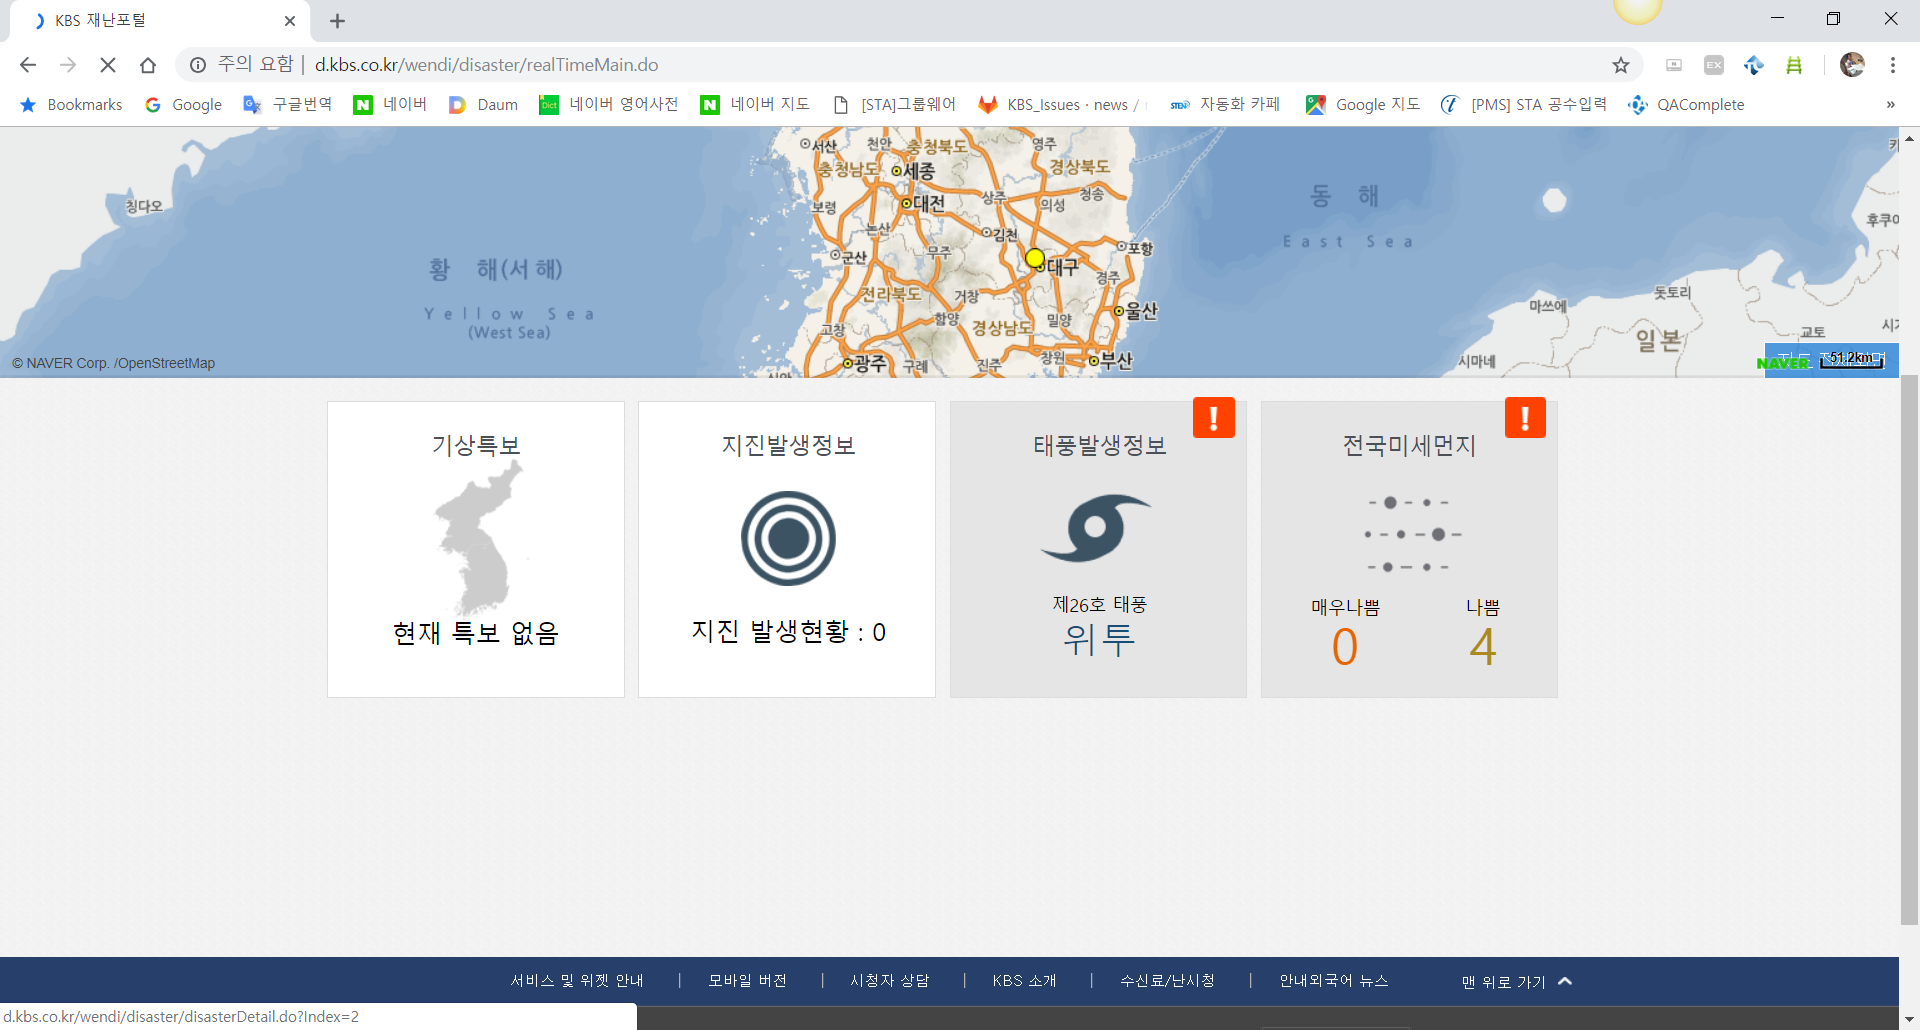 KBS 재난포털
주의 요함 | d.kbs.co.kr/wendi/disaster/realTimeMain.do
Bookmarks Google 구글번역 네이버 Daum 네이버 영어사전 네이버 지도 [STA]그룹웨어 KBS_Issues · news / 자동화 카페 Google 지도 [PMS] STA 공수입력 QAComplete »
서산 천안 충청북도 영주
충청남도 세종 경상북도
칭다오 보령 대전 상주 의성 청송
동 해
후쿠이
논산 무주 김천 포항
East Sea
황 해(서해) 군산 대구 경주
전라북도 거창
Yellow Sea
(West Sea)
고창 함양 경상남도 밀양 울산
마쓰에 돗토리 교토
일본
© NAVER Corp. /OpenStreetMap
광주 구례 진주 창원 부산
시마네
NAVER 51.2km
기상특보
현재 특보 없음
지진발생정보
지진 발생현황 : 0
태풍발생정보
!
제26호 태풍
위투
전국미세먼지
!
매우나쁨 나쁨
0 4
서비스 및 위젯 안내 | 모바일 버전 | 시청자 상담 | KBS 소개 | 수신료/난시청 | 안내외국어 뉴스 맨 위로 가기
d.kbs.co.kr/wendi/disaster/disasterDetail.do?Index=2